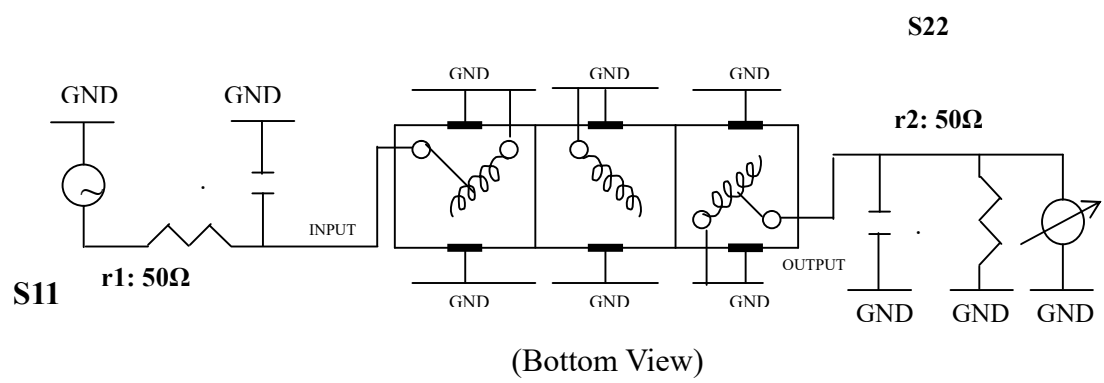 S22
GND GND GND GND GND
r2: 50Ω
INPUT
r1: 50Ω
OUTPUT
S11
GND GND GND GND GND GND
(Bottom View)